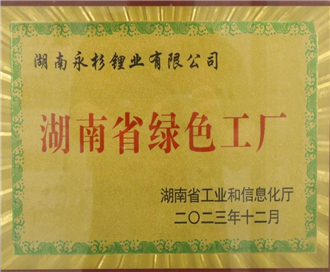 湖南永杉锂业有限公司
湖南省绿色工厂
湖南省工业和信息化厅
二〇二三年十二月